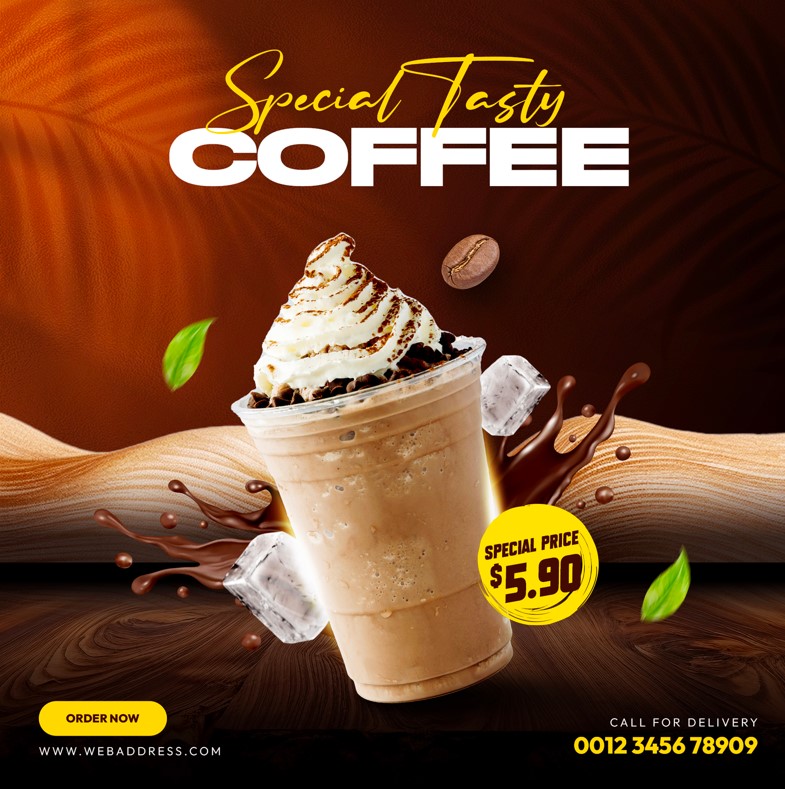 Special Tasty
COFFEE
SPECIAL PRICE
$5.90
ORDER NOW
WWW.WEBADDRESS.COM
CALL FOR DELIVERY
0012 3456 78909